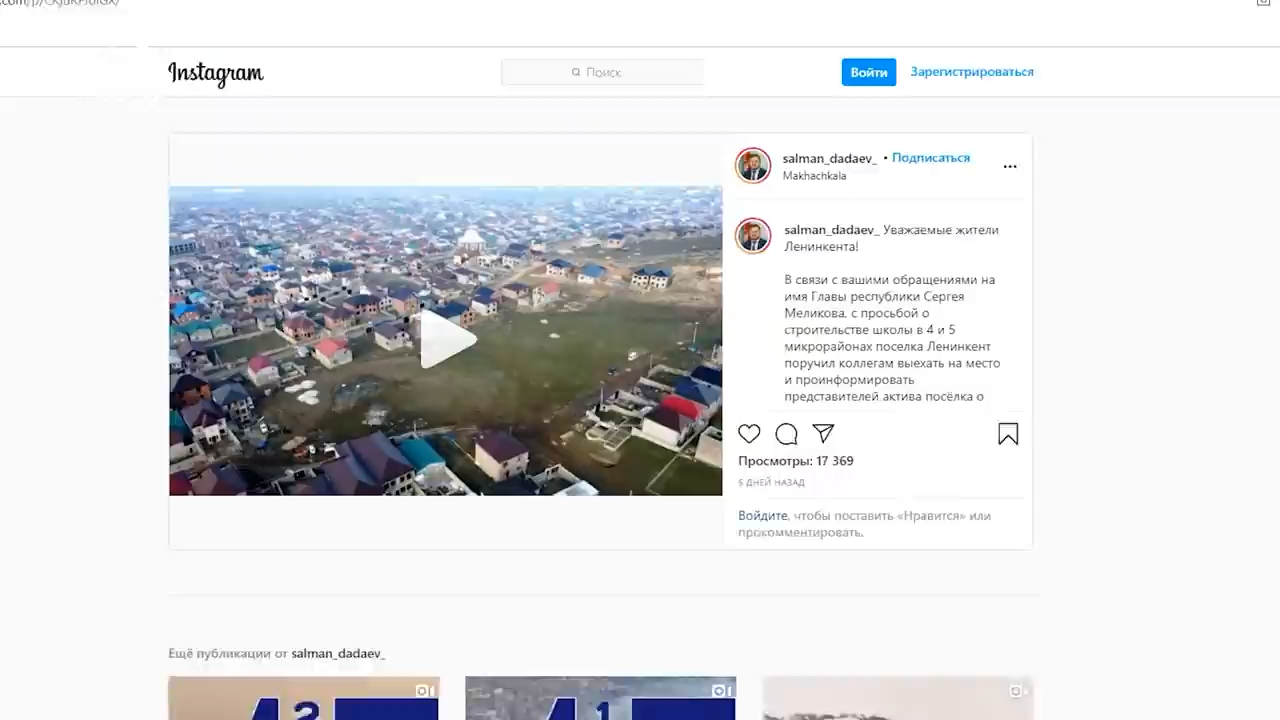 Instagram
Поиск
Войти
Зарегистрироваться
salman_dadaev_ • Подписаться
Makhachkala
salman_dadaev_ Уважаемые жители
Ленинкента!
В связи с вашими обращениями на
имя Главы республики Сергея
Меликова, с просьбой о
строительстве школы в 4 и 5
микрорайонах поселка Ленинкент
поручил коллегам выехать на место
и проинформировать
представителей актива посёлка о
Просмотры: 17 369
5 ДНЕЙ НАЗАД
Войдите, чтобы поставить «Нравится» или
прокомментировать.
Ещё публикации от salman_dadaev_